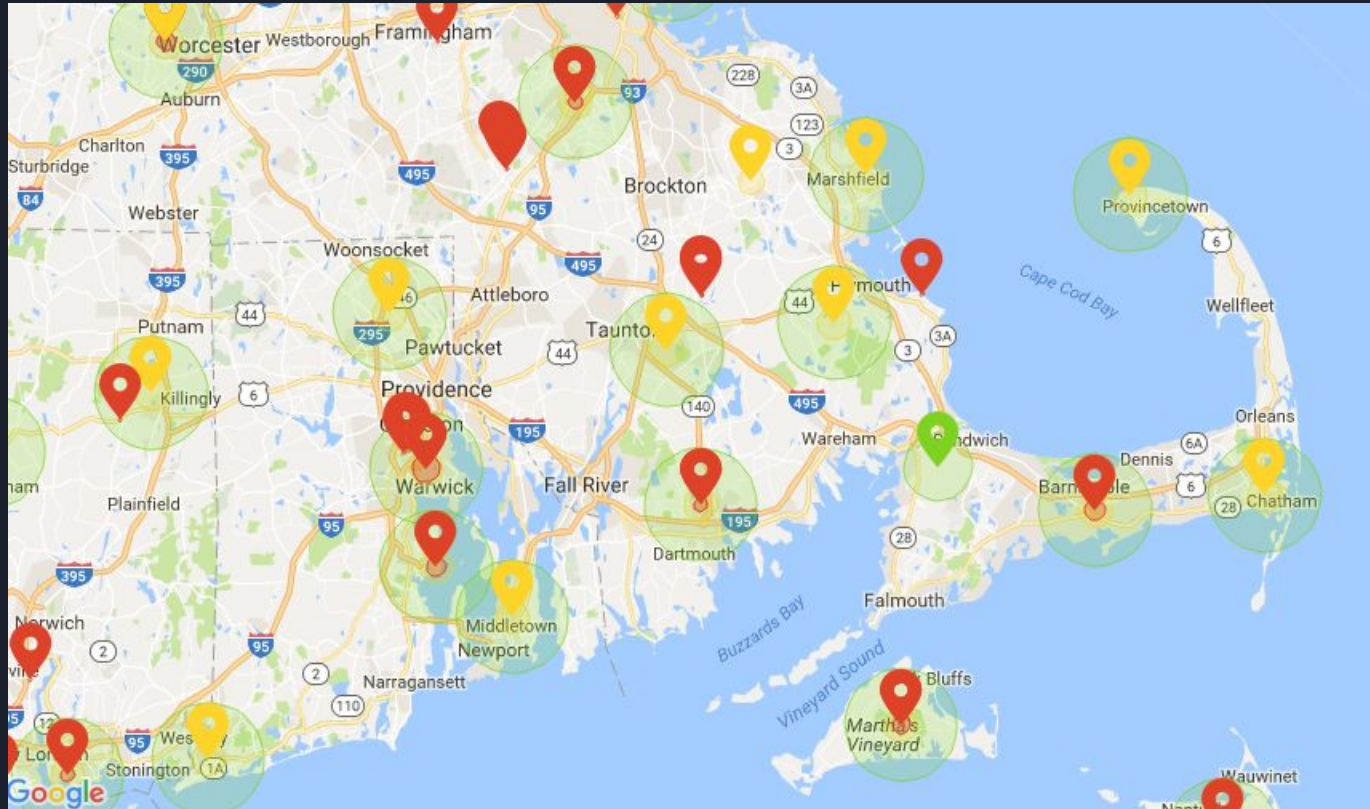 Worcester
Westborough
Framingham
290
Auburn
93
228
3A
123
3
Charlton
395
Sturbridge
84
495
Brockton
Marshfield
Webster
95
Provincetown
6
Woonsocket
24
495
Cape Cod Bay
395
Attleboro
44
Wellfleet
44
Putnam
295
Pawtucket
44
3
3A
Providence
Killingly
6
140
495
Orleans
195
Wareham
6A
Dennis
Warwick
Fall River
6
Chatham
28
Plainfield
95
195
28
Dartmouth
395
Falmouth
Norwich
2
95
Middletown
Newport
Buzzards Bay
2
Narragansett
Vineyard Sound
Bluffs
110
Martha's
Vineyard
95
Stonington
1A
Wauwinet
Google